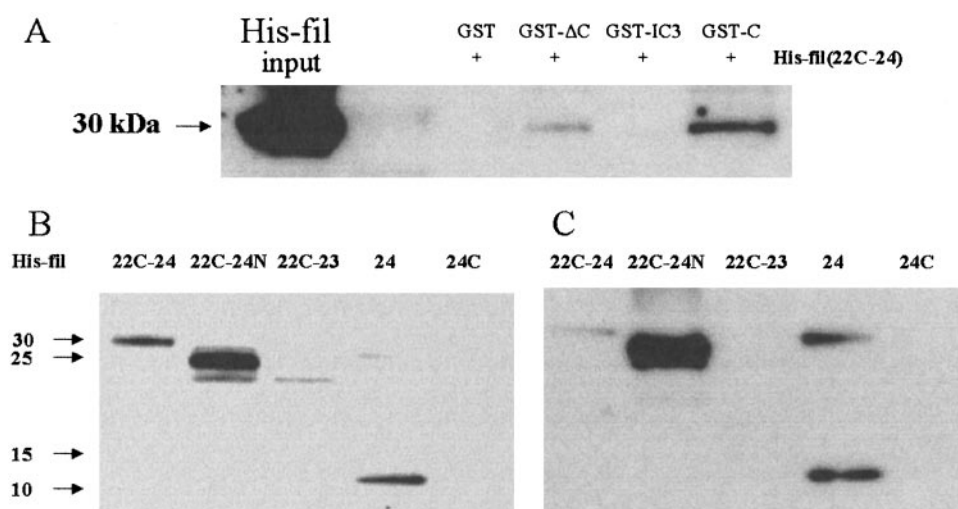 A
His-fil input
GST GST-ΔC GST-IC3 GST-C
+ + + + His-fil(22C-24)
30 kDa →
B
His-fil 22C-24 22C-24N 22C-23 24 24C
30 →
25 →
15 →
10 →
C
22C-24 22C-24N 22C-23 24 24C